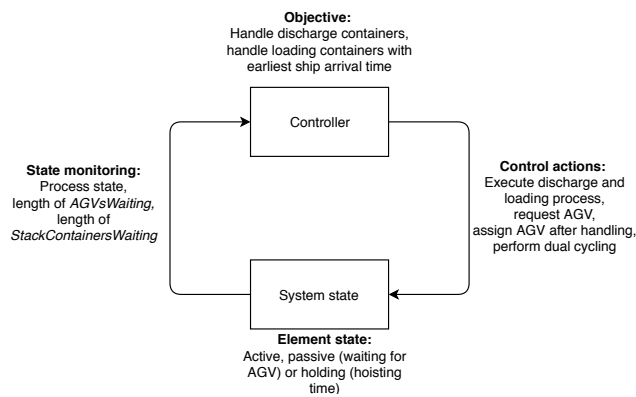 Objective:
Handle discharge containers,
handle loading containers with
earliest ship arrival time
Controller
State monitoring:
Process state,
length of AGVsWaiting,
length of
StackContainersWaiting
Control actions:
Execute discharge and
loading process,
request AGV,
assign AGV after handling,
perform dual cycling
System state
Element state:
Active, passive (waiting for
AGV) or holding (hoisting
time)